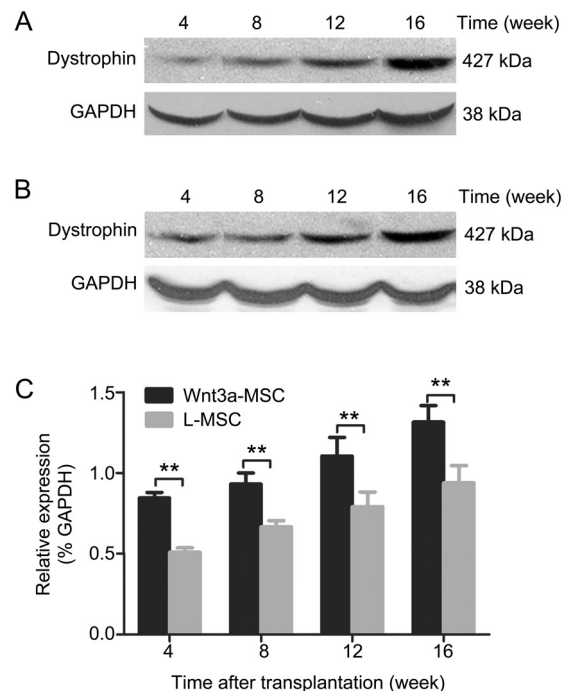 A
4 8 12 16 Time (week)
Dystrophin 427 kDa
GAPDH 38 kDa
B
4 8 12 16 Time (week)
Dystrophin 427 kDa
GAPDH 38 kDa
C
Wnt3a-MSC
L-MSC
Relative expression
(% GAPDH)
1.5
1.0
0.5
0.0
** ** ** **
4 8 12 16
Time after transplantation (week)